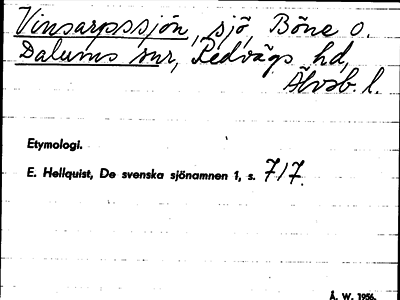 Vinsarpssjön, sjö, Böne o.
Dalums snr, Redvägs hd,
Älvsb. l.
Etymologi.
E. Hellquist, De svenska sjönamnen 1, s. 717.
Å. W. 1956.